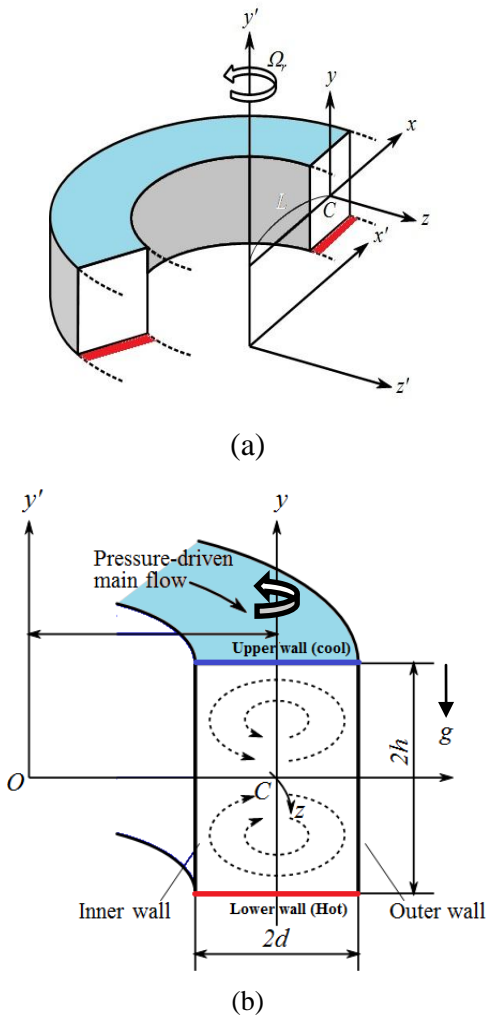 y'
Ω_r
y
x
L
C
z
x'
z'
(a)
y'
y
Pressure-driven
main flow
Upper wall (cool)
g
2h
O
C
z
Inner wall
Lower wall (Hot)
Outer wall
2d
(b)